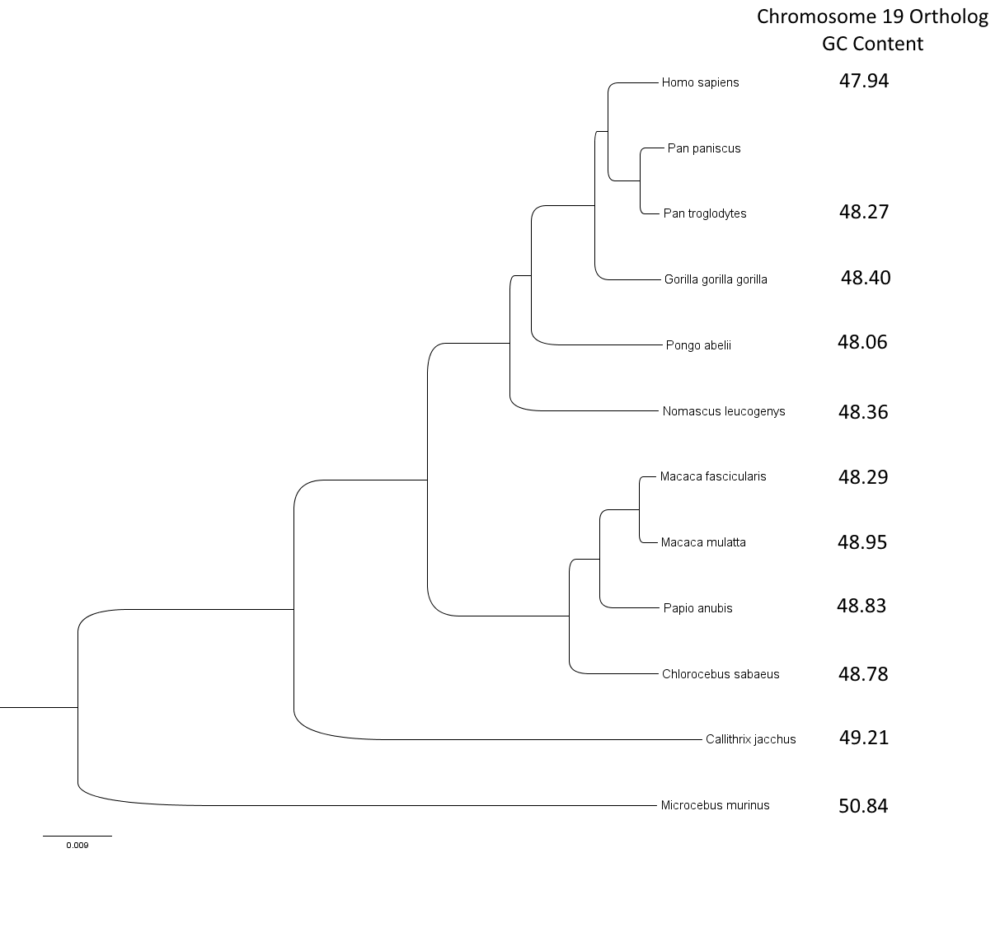 Chromosome 19 Ortholog
GC Content
Homo sapiens 47.94
Pan paniscus
Pan troglodytes 48.27
Gorilla gorilla gorilla 48.40
Pongo abelii 48.06
Nomascus leucogenys 48.36
Macaca fascicularis 48.29
Macaca mulatta 48.95
Papio anubis 48.83
Chlorocebus sabaeus 48.78
Callithrix jacchus 49.21
Microcebus murinus 50.84
0.009